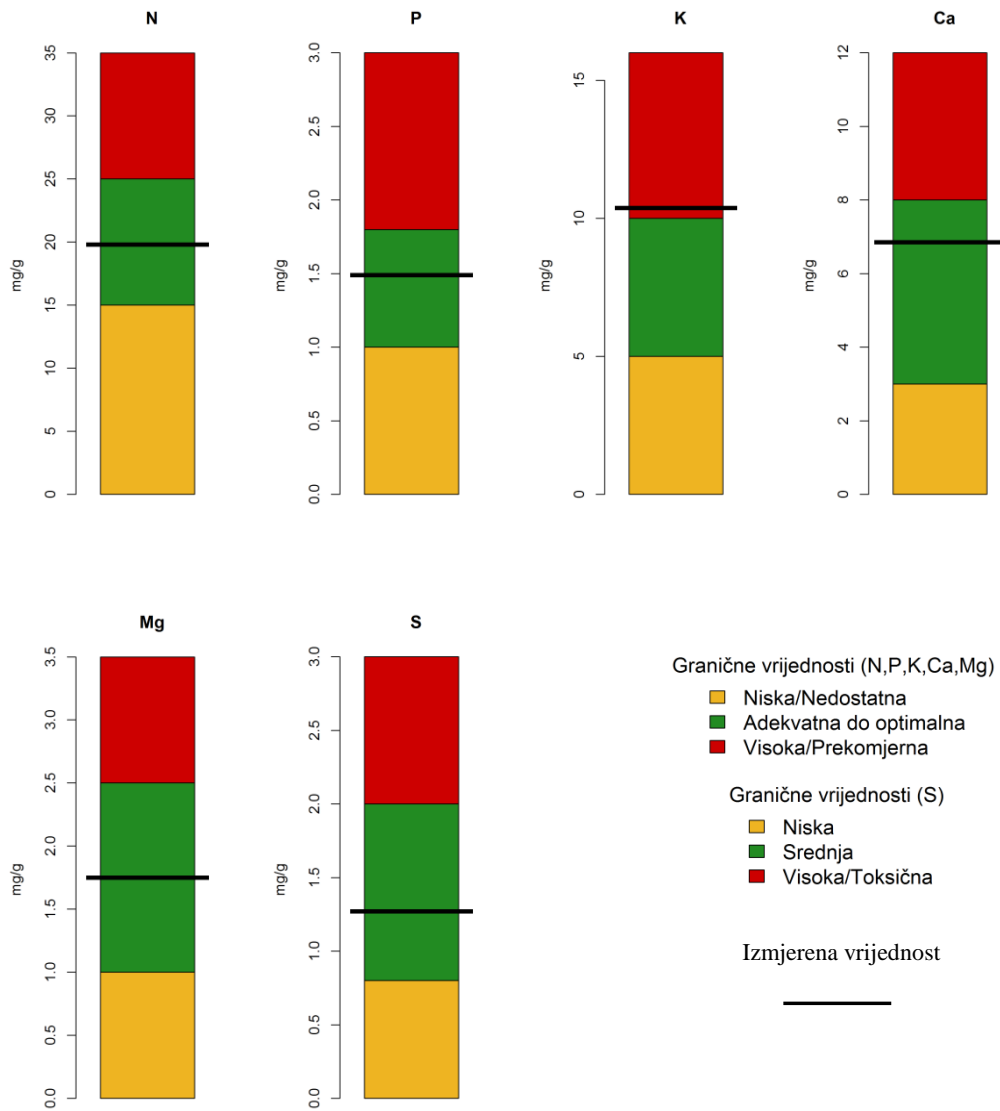 N
P
K
Ca
mg/g
0
5
10
15
20
25
30
35
mg/g
0.0
0.5
1.0
1.5
2.0
2.5
3.0
mg/g
0
5
10
15
mg/g
0
2
4
6
8
10
12
Mg
S
mg/g
0.0
0.5
1.0
1.5
2.0
2.5
3.0
3.5
mg/g
0.0
0.5
1.0
1.5
2.0
2.5
3.0
Granične vrijednosti (N,P,K,Ca,Mg)
Niska/Nedostatna
Adekvatna do optimalna
Visoka/Prekomjerna
Granične vrijednosti (S)
Niska
Srednja
Visoka/Toksična
Izmjerena vrijednost